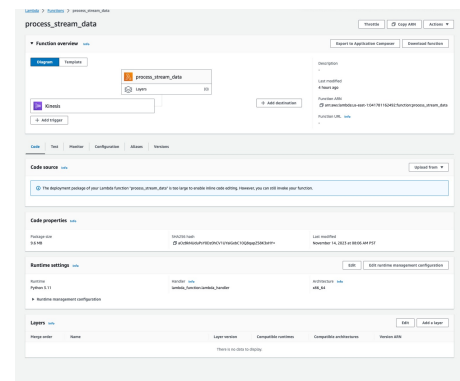 Lambda > Functions > process_stream_data
process_stream_data
Throttle
Copy ARN
Actions
Function overview Info
Export to Application Composer
Download function
Diagram
Template
process_stream_data
Layers
(0)
Kinesis
+ Add trigger
+ Add destination
Description
-
Last modified
4 hours ago
Function ARN
Function URL Info
-
Code
Test
Monitor
Configuration
Aliases
Versions
Code source Info
Upload from
The deployment package of your Lambda function "process_stream_data" is too large to enable inline code editing. However, you can still invoke your function.
Code properties Info
Package size
SHA256 hash
Last modified
9.6 MB
November 14, 2023 at 06:06 AM PST
Runtime settings Info
Edit
Edit runtime management configuration
Runtime
Handler Info
Architecture Info
Python 3.11
lambda_function.lambda_handler
x86_64
Runtime management configuration
Layers Info
Edit
Add a layer
Merge order
Name
Layer version
Compatible runtimes
Compatible architectures
Version ARN
There is no data to display.